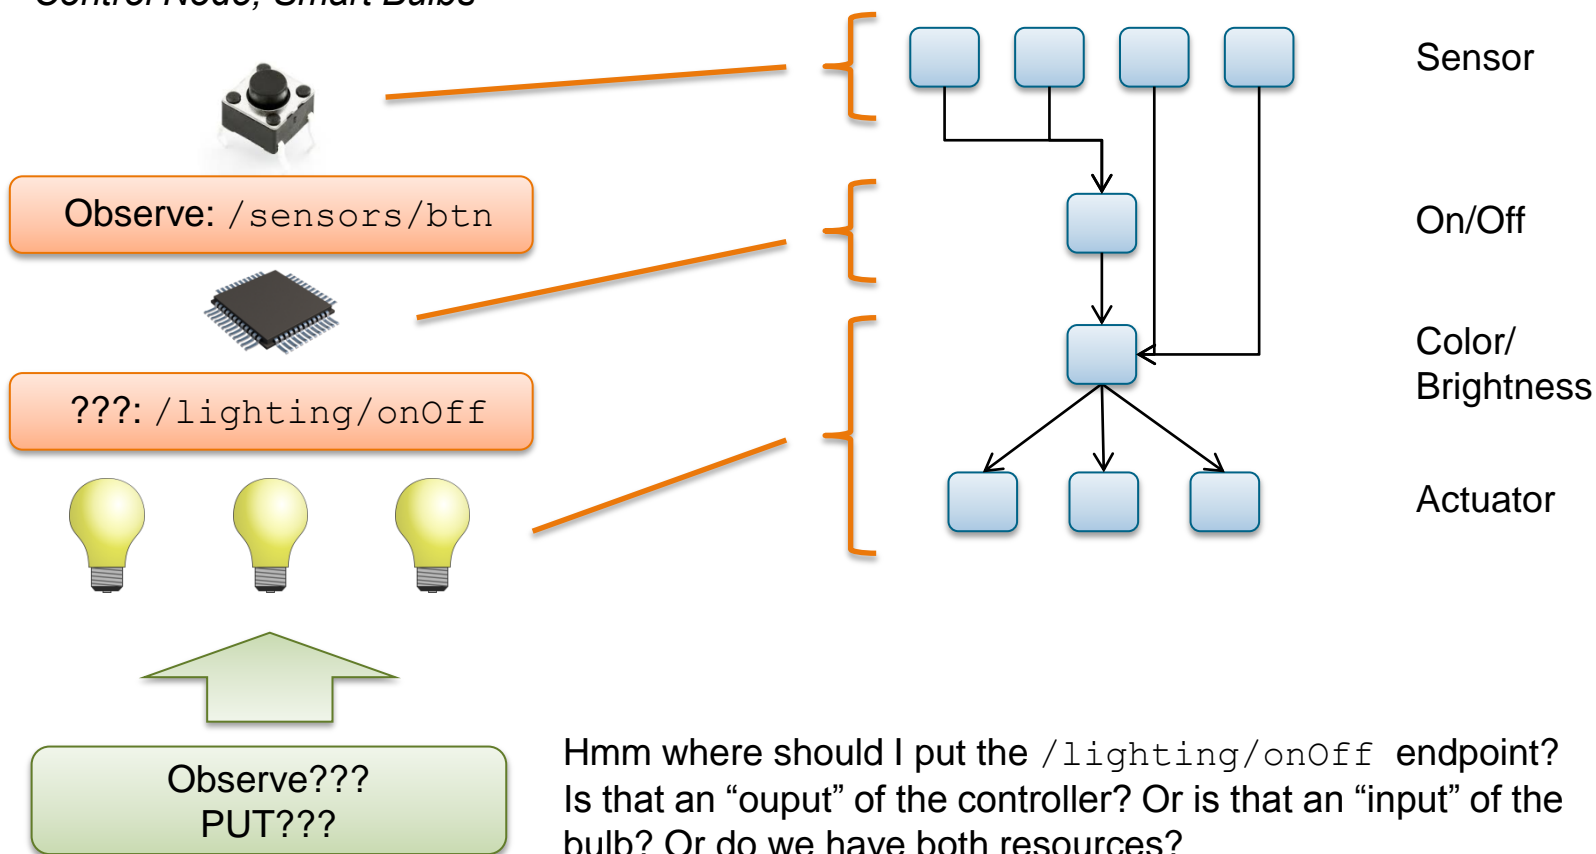 Control Node, Smart Bulbs
Sensor
Observe: /sensors/btn
On/Off
???: /lighting/onOff
Color/
Brightness
Actuator
Observe???
PUT???
Hmm where should I put the /lighting/onOff endpoint?
Is that an “ouput” of the controller? Or is that an “input” of the
bulb? Or do we have both resources?